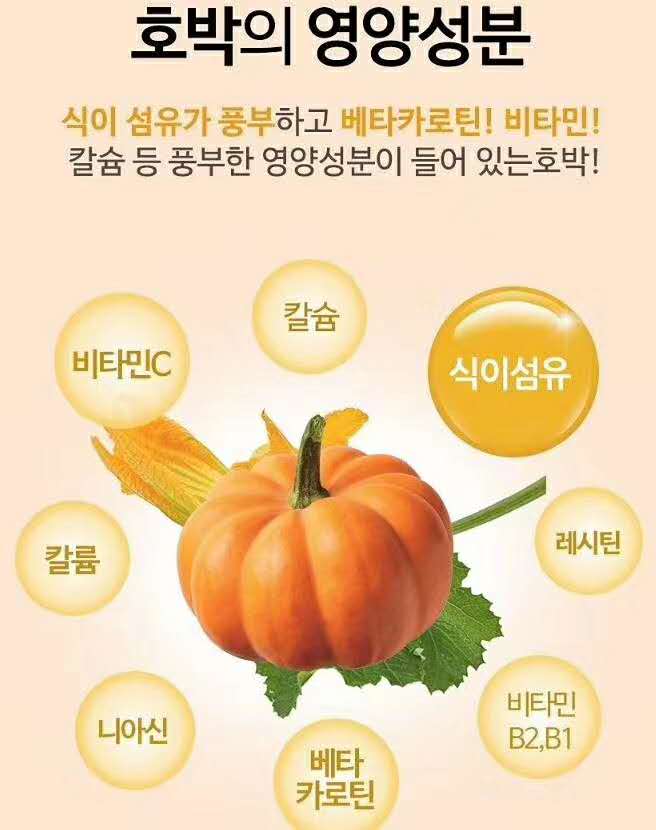 호박의 영양성분
식이 섬유가 풍부하고 베타카로틴! 비타민!
칼슘 등 풍부한 영양성분이 들어 있는호박!
칼슘
비타민C
식이섬유
칼륨
레시틴
니아신
비타민
B2,B1
베타
카로틴